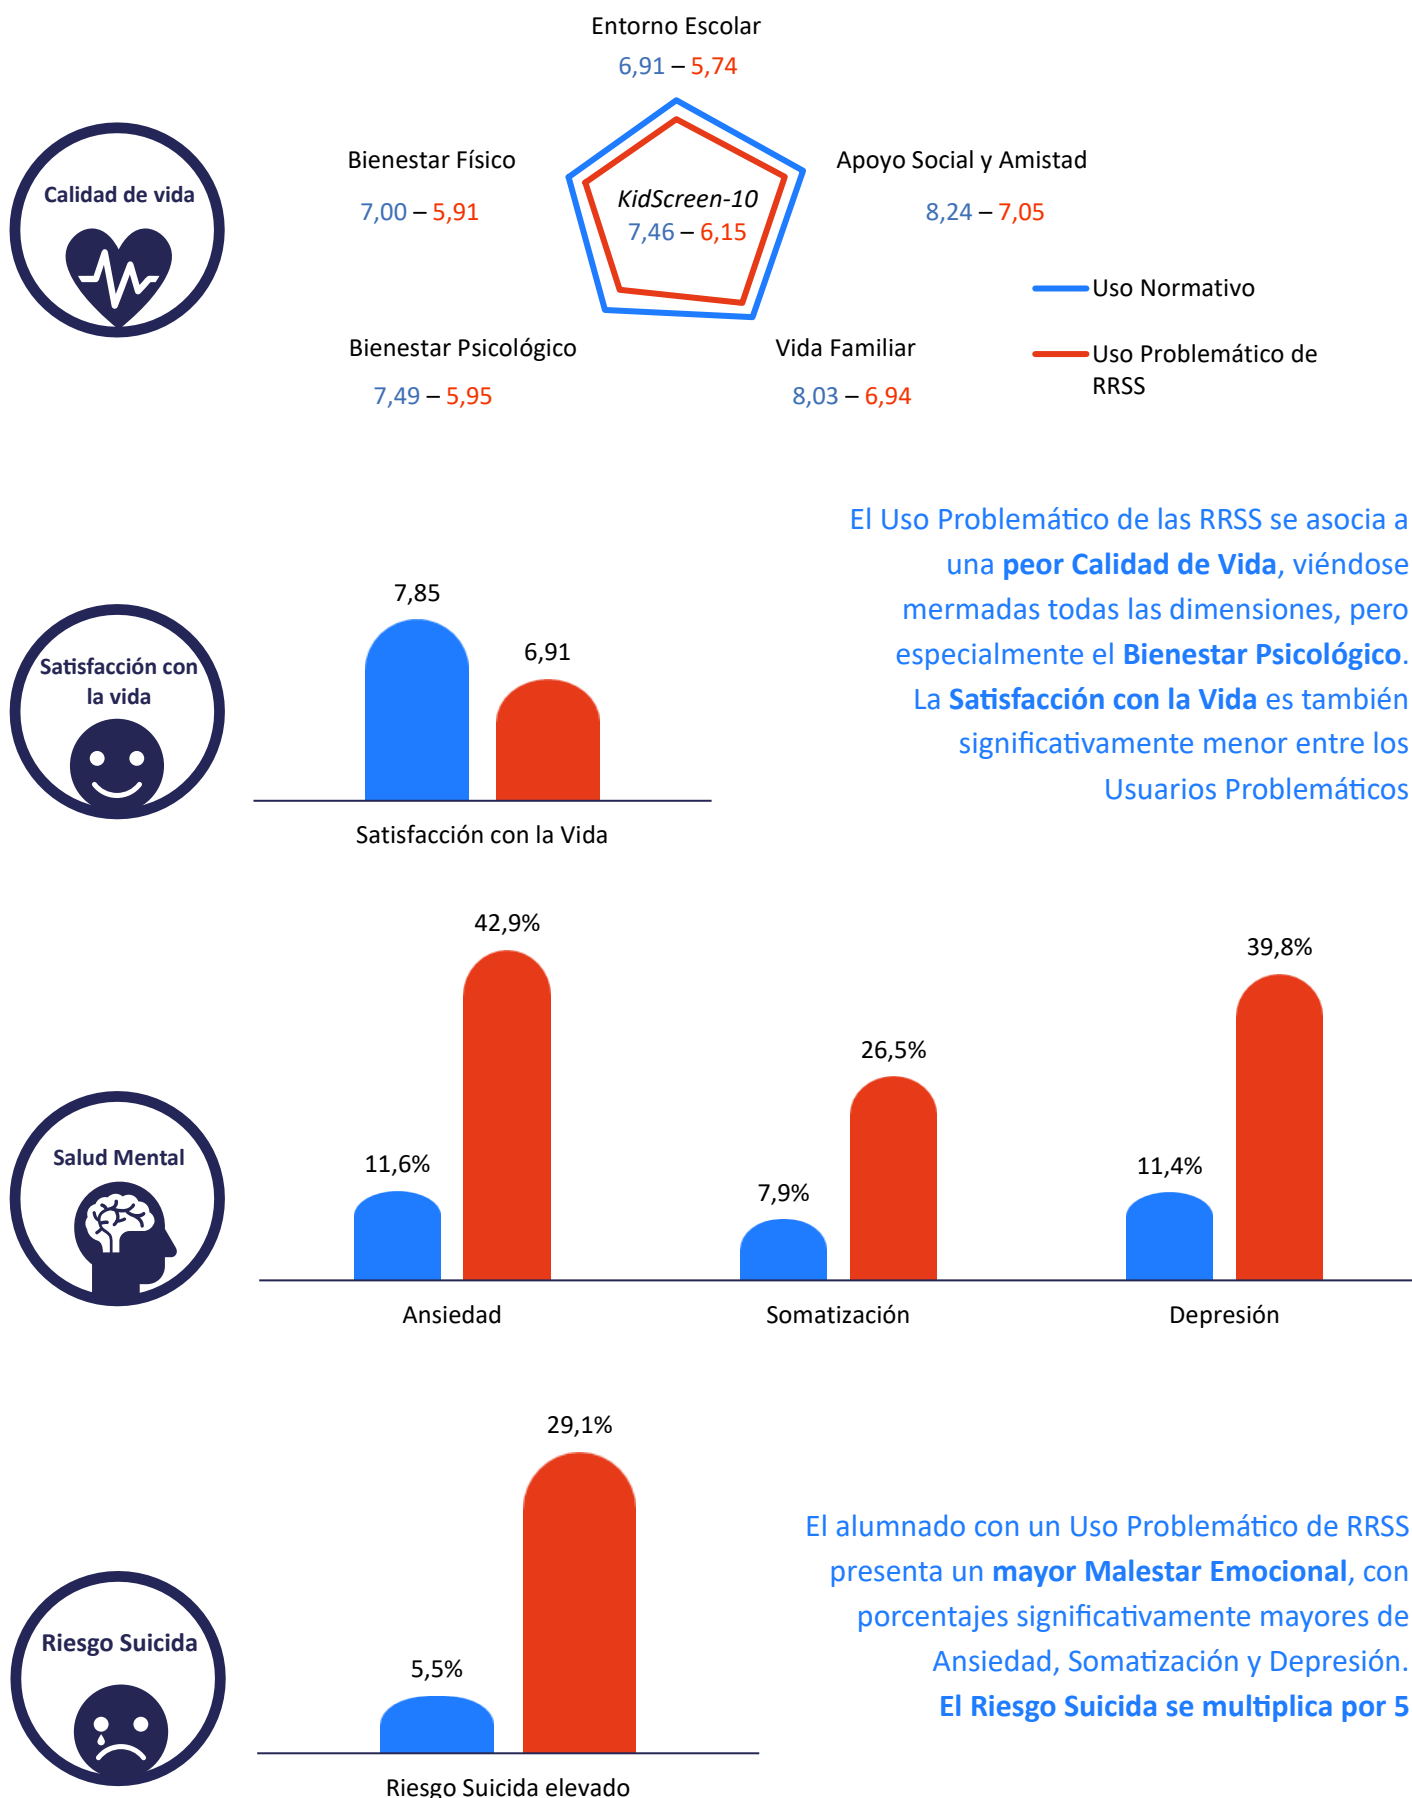 Entorno Escolar
6,91 – 5,74
Calidad de vida
Bienestar Físico
7,00 – 5,91
KidScreen-10
7,46 – 6,15
Apoyo Social y Amistad
8,24 – 7,05
Uso Normativo
Uso Problemático de
RRSS
Bienestar Psicológico
7,49 – 5,95
Vida Familiar
8,03 – 6,94
El Uso Problemático de las RRSS se asocia a
una peor Calidad de Vida, viéndose
mermadas todas las dimensiones, pero
especialmente el Bienestar Psicológico.
La Satisfacción con la Vida es también
significativamente menor entre los
Usuarios Problemáticos
Satisfacción con
la vida
7,85
6,91
Satisfacción con la Vida
Salud Mental
11,6%
42,9%
Ansiedad
7,9%
26,5%
Somatización
11,4%
39,8%
Depresión
Riesgo Suicida
5,5%
29,1%
Riesgo Suicida elevado
El alumnado con un Uso Problemático de RRSS
presenta un mayor Malestar Emocional, con
porcentajes significativamente mayores de
Ansiedad, Somatización y Depresión.
El Riesgo Suicida se multiplica por 5